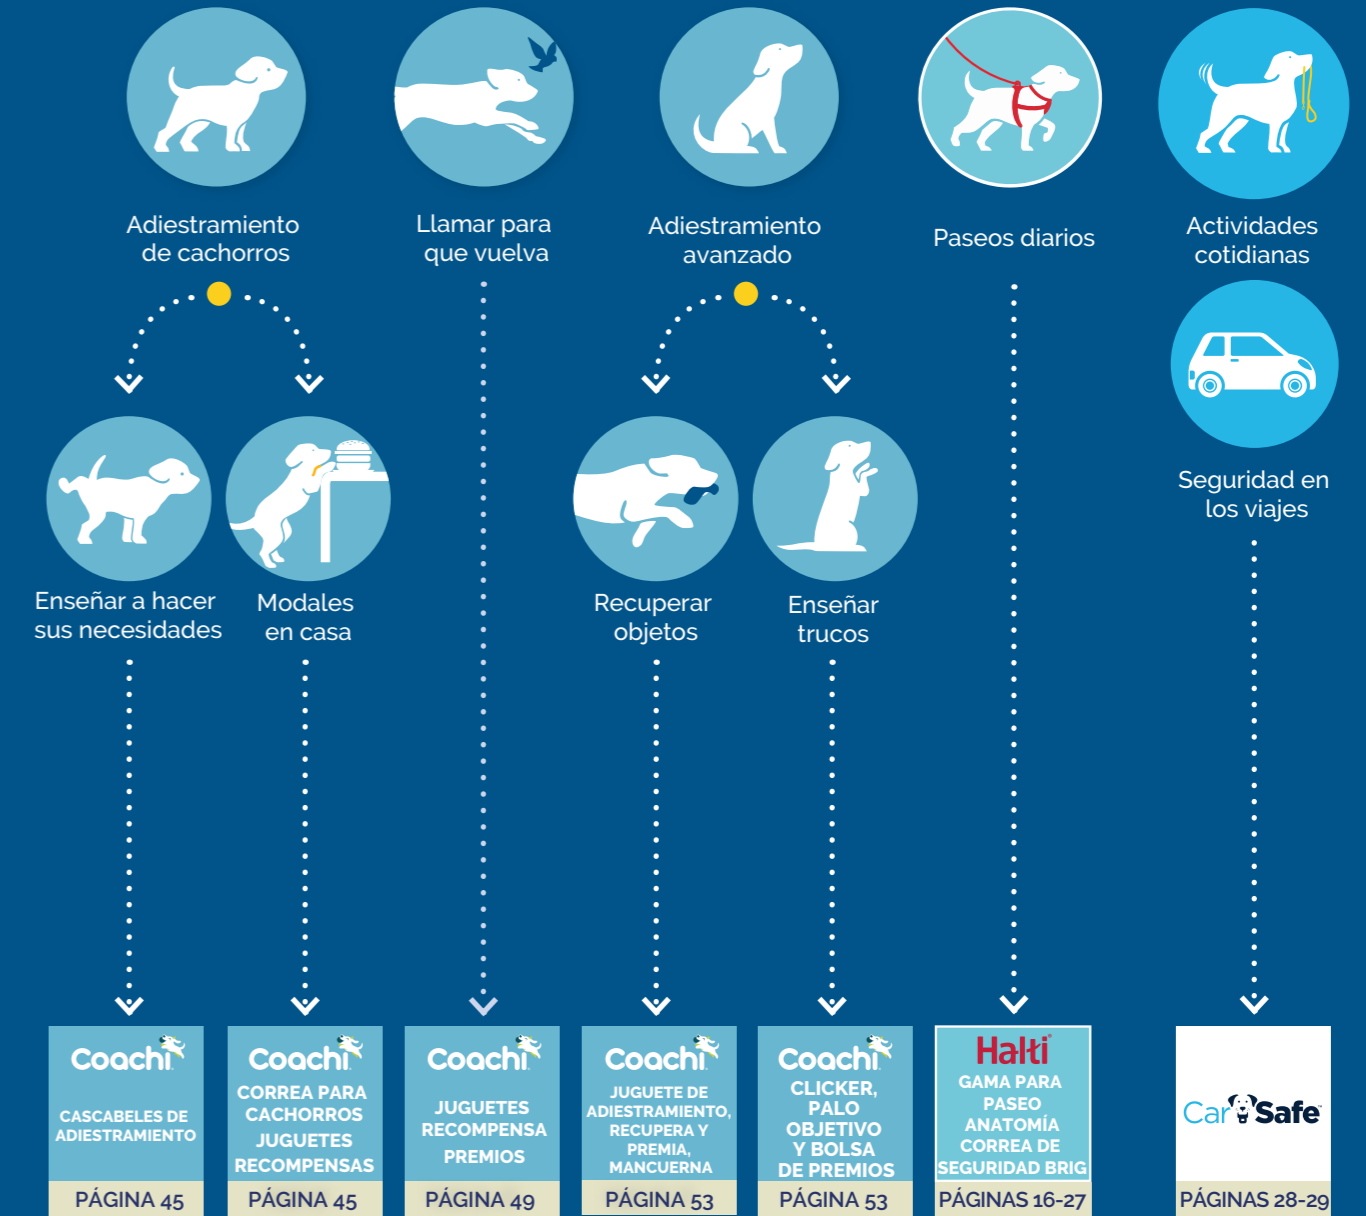 Adiestramiento
de cachorros
Llamar para
que vuelva
Adiestramiento
avanzado
Paseos diarios
Actividades
cotidianas
Seguridad en
los viajes
Enseñar a hacer
sus necesidades
Modales
en casa
Recuperar
objetos
Enseñar
trucos
Coachi
CASCABELES DE
ADIESTRAMIENTO
PÁGINA 45
Coachi
CORREA PARA
CACHORROS
JUGUETES
RECOMPENSAS
PÁGINA 45
Coachi
JUGUETES
RECOMPENSA
PREMIOS
PÁGINA 49
Coachi
JUGUETE DE
ADIESTRAMIENTO,
RECUPERA Y
PREMIA,
MANCUERNA
PÁGINA 53
Coachi
CLICKER,
PALO
OBJETIVO
Y BOLSA
DE PREMIOS
PÁGINA 53
Halti
GAMA PARA
PASEO
ANATOMÍA
CORREA DE
SEGURIDAD BRIG
PÁGINAS 16-27
CarSafe™
PÁGINAS 28-29